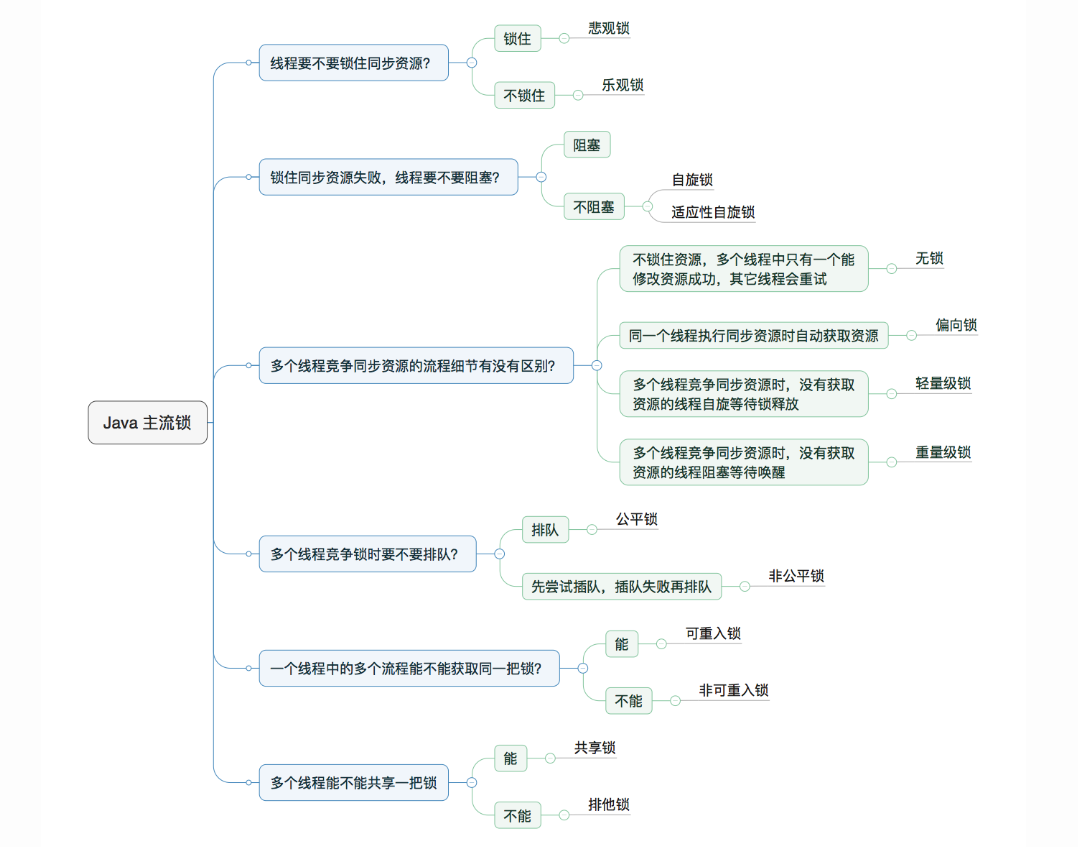 Java 主流锁
线程要不要锁住同步资源？
锁住
悲观锁
不锁住
乐观锁
锁住同步资源失败，线程要不要阻塞？
阻塞
不阻塞
自旋锁
适应性自旋锁
多个线程竞争同步资源的流程细节有没有区别？
不锁住资源，多个线程中只有一个能
修改资源成功，其它线程会重试
无锁
同一个线程执行同步资源时自动获取资源
偏向锁
多个线程竞争同步资源时，没有获取
资源的线程自旋等待锁释放
轻量级锁
多个线程竞争同步资源时，没有获取
资源的线程阻塞等待唤醒
重量级锁
多个线程竞争锁时要不要排队？
排队
公平锁
先尝试插队，插队失败再排队
非公平锁
一个线程中的多个流程能不能获取同一把锁？
能
可重入锁
不能
非可重入锁
多个线程能不能共享一把锁
能
共享锁
不能
排他锁